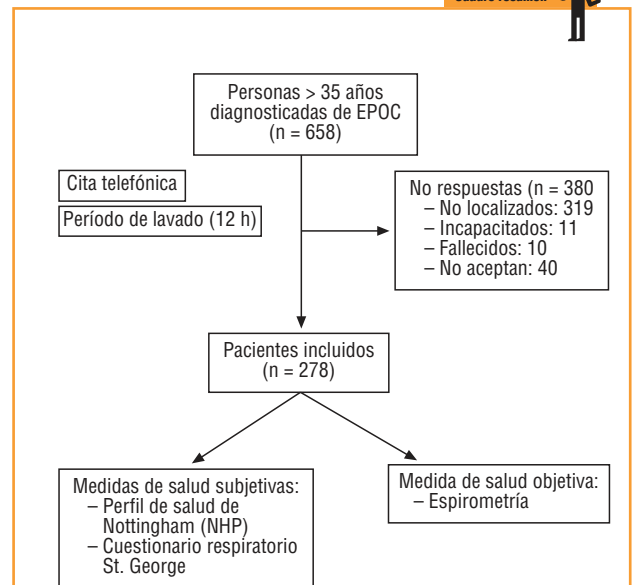 Personas > 35 años
diagnosticadas de EPOC
(n = 658)
Cita telefónica
Período de lavado (12 h)
No respuestas (n = 380
– No localizados: 319
– Incapacitados: 11
– Fallecidos: 10
– No aceptan: 40
Pacientes incluidos
(n = 278)
Medidas de salud subjetivas:
– Perfil de salud de
Nottingham (NHP)
– Cuestionario respiratorio
St. George
Medida de salud objetiva:
– Espirometría